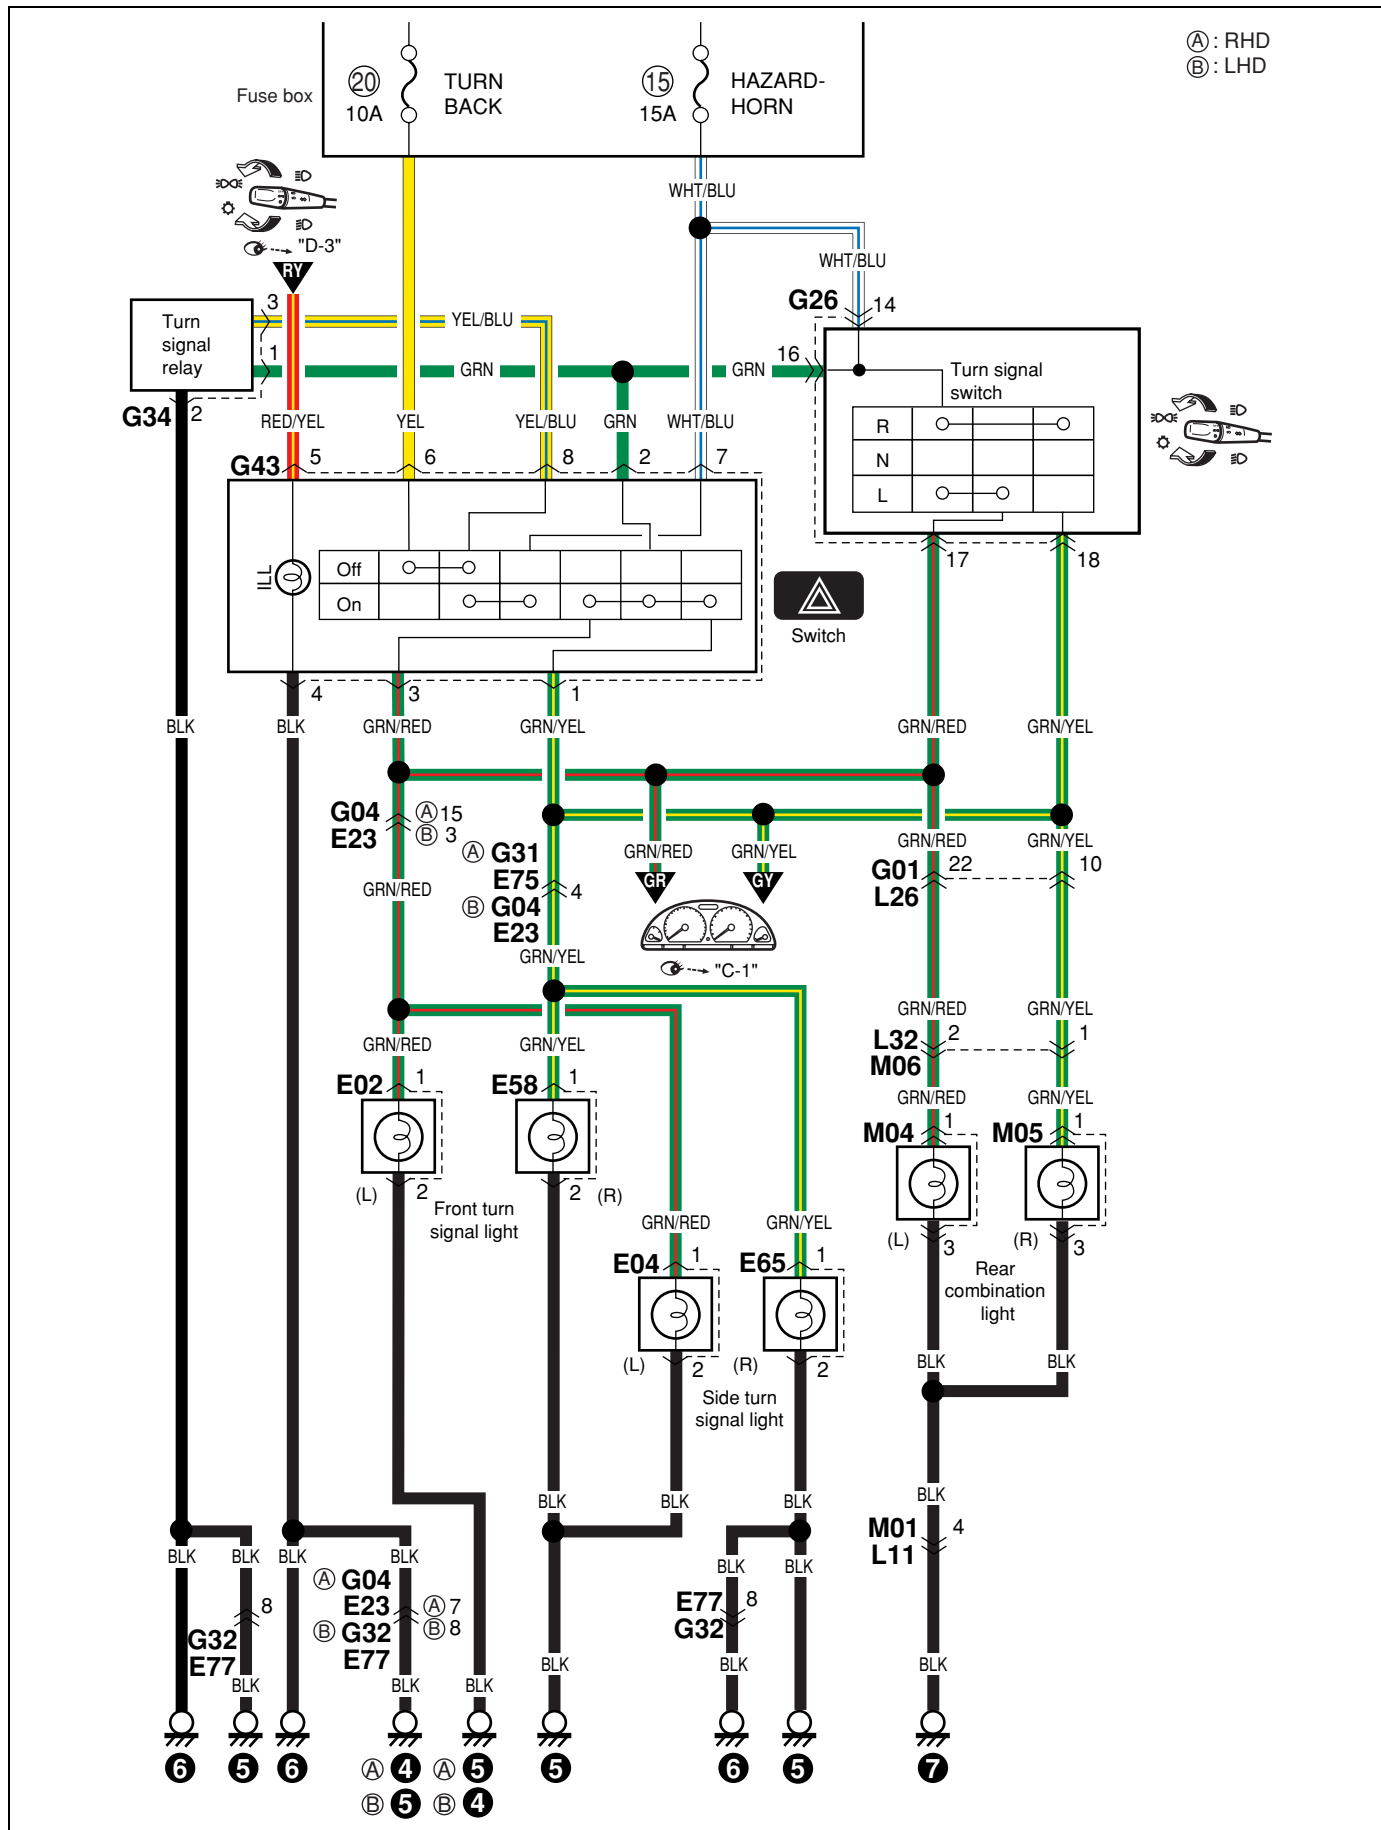 Ⓐ : RHD
Ⓑ : LHD
Fuse box
20
10A
TURN
BACK
15
15A
HAZARD-
HORN
WHT/BLU
WHT/BLU
"D-3"
RY
Turn
signal
relay
3
1
G34
2
YEL/BLU
GRN
GRN
16
G26
14
Turn signal
switch
R
N
L
17
18
RED/YEL
YEL
YEL/BLU
GRN
WHT/BLU
G43
5
6
8
2
7
ILL
Off
On
Switch
4
3
1
BLK
BLK
GRN/RED
GRN/YEL
GRN/RED
GRN/YEL
G04
E23
Ⓐ 15
Ⓑ 3
Ⓐ G31
E75
Ⓑ G04
E23
4
GRN/RED
GRN/YEL
GR
GY
"C-1"
GRN/RED
GRN/YEL
G01
L26
22
10
GRN/RED
GRN/YEL
GRN/RED
GRN/YEL
L32
M06
2
1
GRN/RED
GRN/YEL
GRN/RED
GRN/YEL
E02
1
E58
1
M04
1
M05
1
(L)
2
Front turn
signal light
2
(R)
(L)
3
(R)
3
Rear
combination
light
GRN/RED
GRN/YEL
E04
1
E65
1
(L)
2
(R)
2
Side turn
signal light
BLK
BLK
BLK
BLK
BLK
BLK
M01
L11
4
BLK
BLK
BLK
BLK
8
G32
E77
Ⓐ G04
E23
Ⓑ G32
E77
Ⓐ 7
Ⓑ 8
BLK
BLK
E77
G32
8
BLK
BLK
BLK
BLK
BLK
6
5
6
Ⓐ 4
Ⓑ 5
Ⓐ 5
Ⓑ 4
5
6
5
7